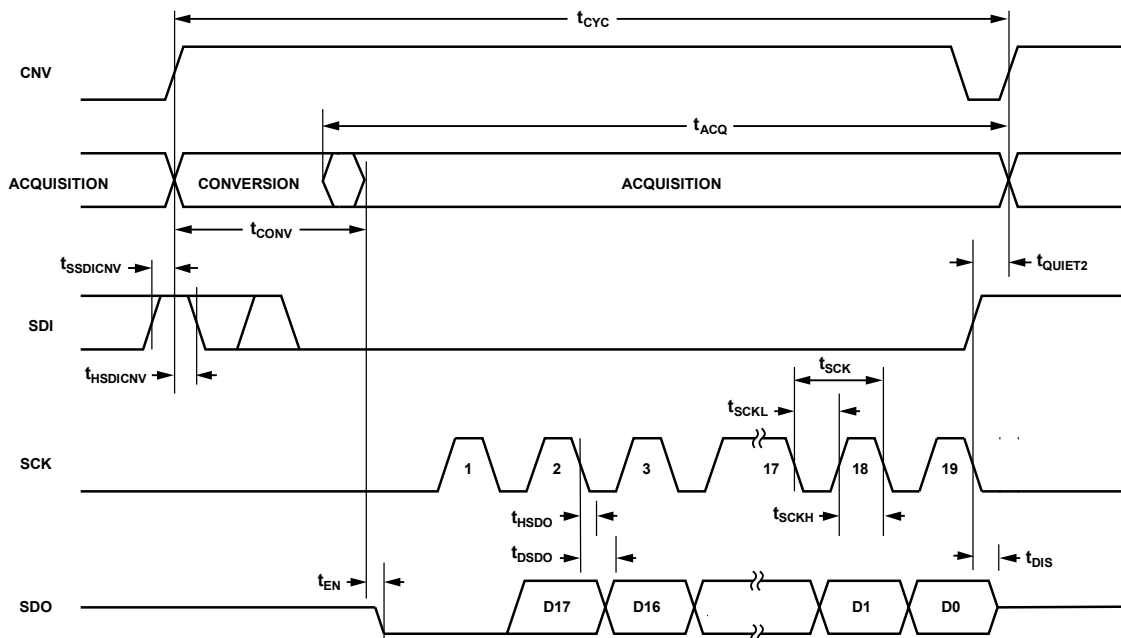 tCYC
CNV
tACQ
ACQUISITION CONVERSION ACQUISITION
tCONV
tSSDICNV
tQUIET2
SDI
tHSDICNV
tSCK
tSCKL
SCK 1 2 3 17 18 19
tHSDO tSCKH
tDSDO tDIS
tEN
SDO D17 D16 D1 D0